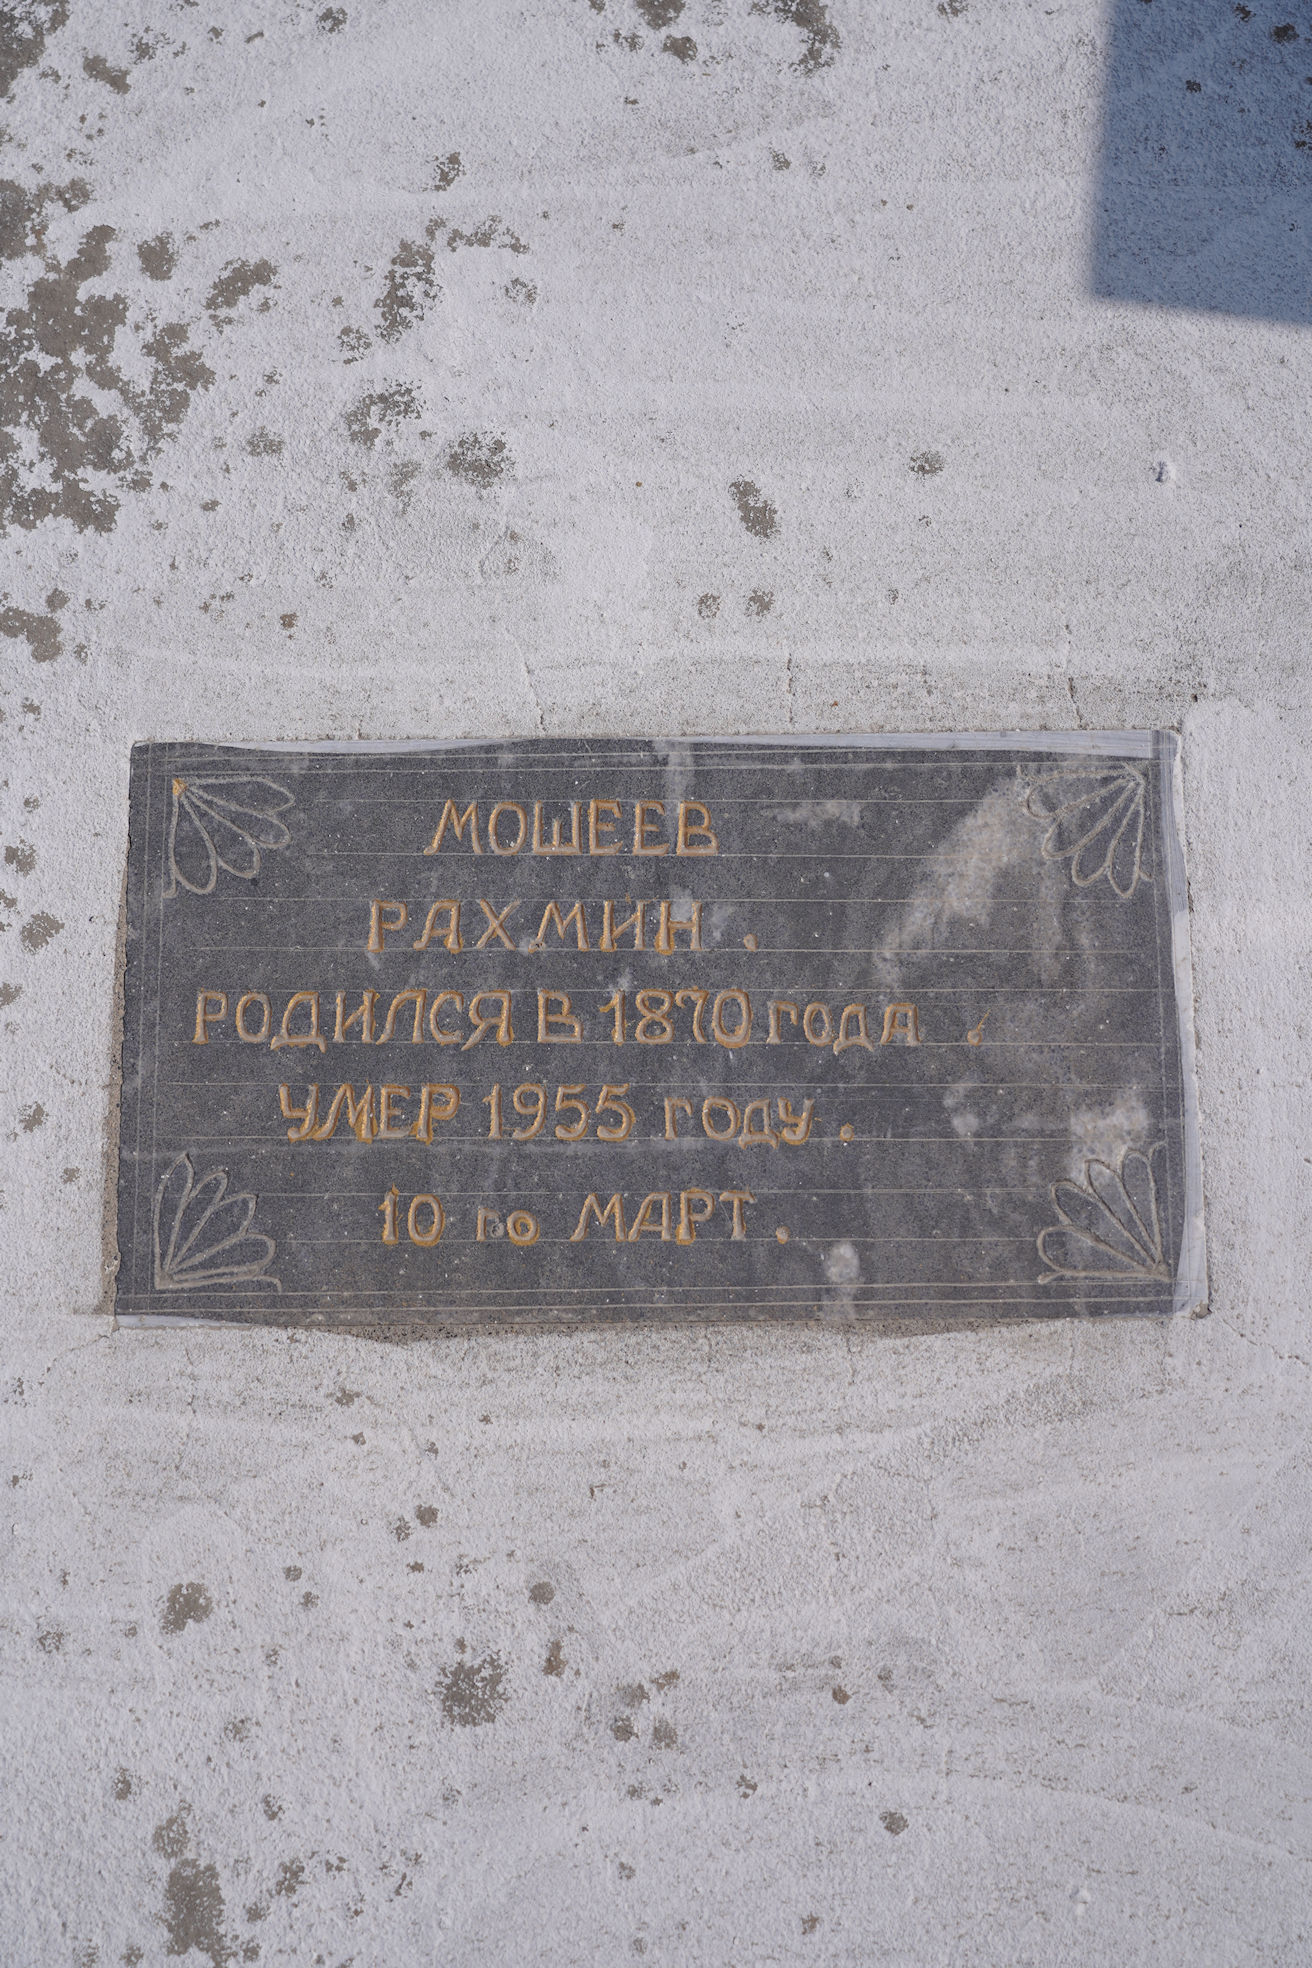 МОШЕЕВ
РАХМИН .
РОДИЛСЯ В 1870 ГОДА .
УМЕР 1955 ГОДУ .
10 ГО МАРТ .